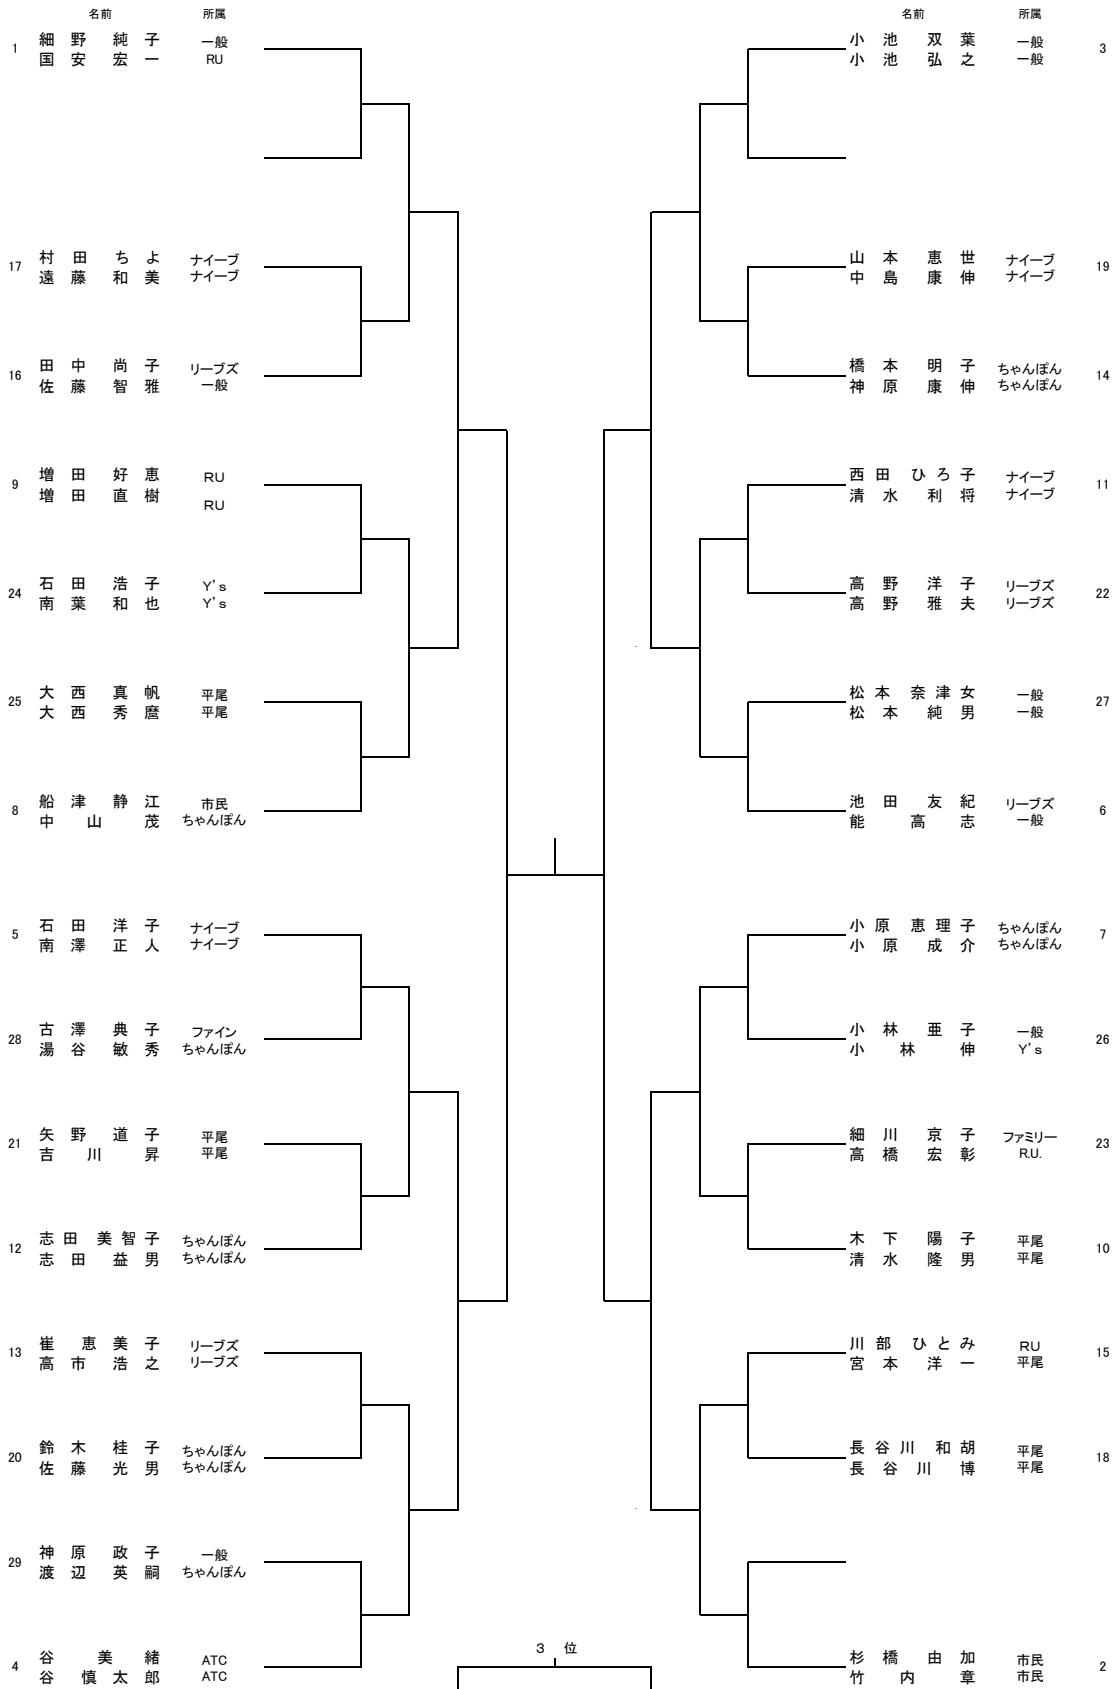 名前 所属
1 細野純子 一般
国安宏一 RU
17 村田ちよ ナイーブ
遠藤和美 ナイーブ
16 田中尚子 リーブズ
佐藤智雅 一般
9 増田好恵 RU
増田直樹 RU
24 石田浩子 Y's
南葉和也 Y's
25 大西真帆 平尾
大西秀麿 平尾
8 船津静江 市民
中山茂 ちゃんぽん
5 石田洋子 ナイーブ
南澤正人 ナイーブ
28 古澤典子 ファイン
湯谷敏秀 ちゃんぽん
21 矢野道子 平尾
吉川昇 平尾
12 志田美智子 ちゃんぽん
志田益男 ちゃんぽん
13 崔恵美子 リーブズ
高市浩之 リーブズ
20 鈴木桂子 ちゃんぽん
佐藤光男 ちゃんぽん
29 神原政子 一般
渡辺英嗣 ちゃんぽん
4 谷美緒 ATC
谷慎太郎 ATC
3位
名前 所属
小池双葉 一般 3
小池弘之 一般
山本恵世 ナイーブ 19
中島康伸 ナイーブ
橋本明子 ちゃんぽん 14
神原康伸 ちゃんぽん
西田ひろ子 ナイーブ 11
清水利将 ナイーブ
高野洋子 リーブズ 22
高野雅夫 リーブズ
松本奈津女 一般 27
松本純男 一般
池田友紀 リーブズ 6
能高志 一般
小原恵理子 ちゃんぽん 7
小原成介 ちゃんぽん
小林亜子 一般 26
小林伸 Y's
細川京子 ファミリー 23
高橋宏彰 R.U.
木下陽子 平尾 10
清水隆男 平尾
川部ひとみ RU 15
宮本洋一 平尾
長谷川和胡 平尾 18
長谷川博 平尾
杉橋由加 市民 2
竹内章 市民